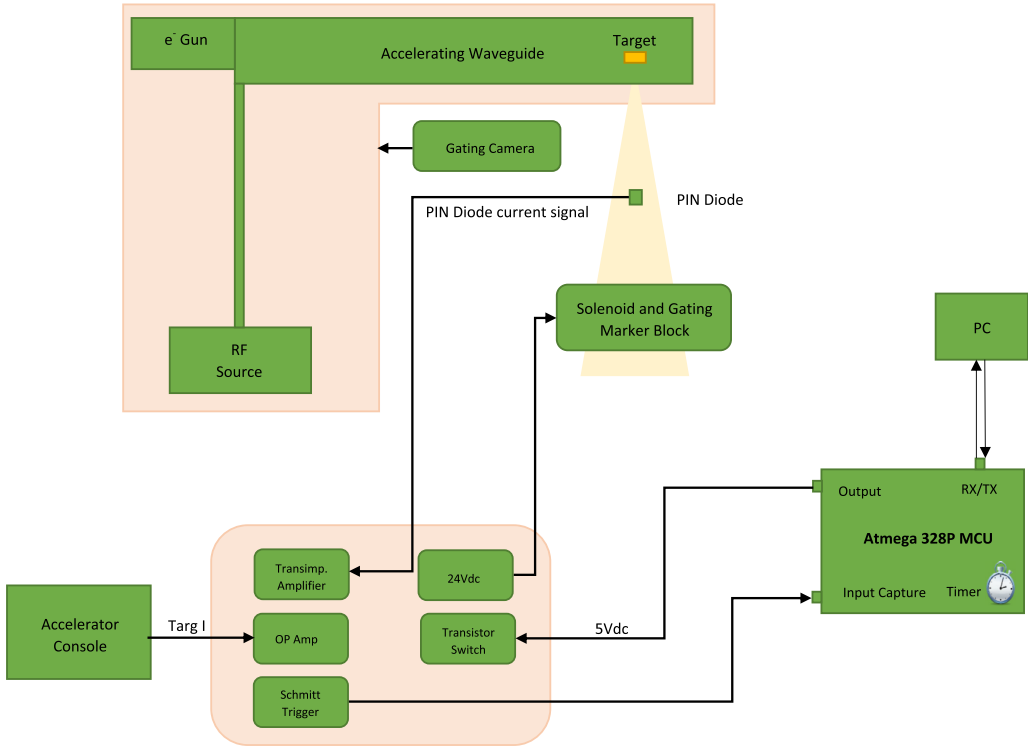 e- Gun
Accelerating Waveguide
Target
Gating Camera
PIN Diode
PIN Diode current signal
Solenoid and Gating
Marker Block
RF
Source
PC
Output
RX/TX
Atmega 328P MCU
Input Capture
Timer
Transimp.
Amplifier
24Vdc
Accelerator
Console
Targ I
OP Amp
Transistor
Switch
5Vdc
Schmitt
Trigger